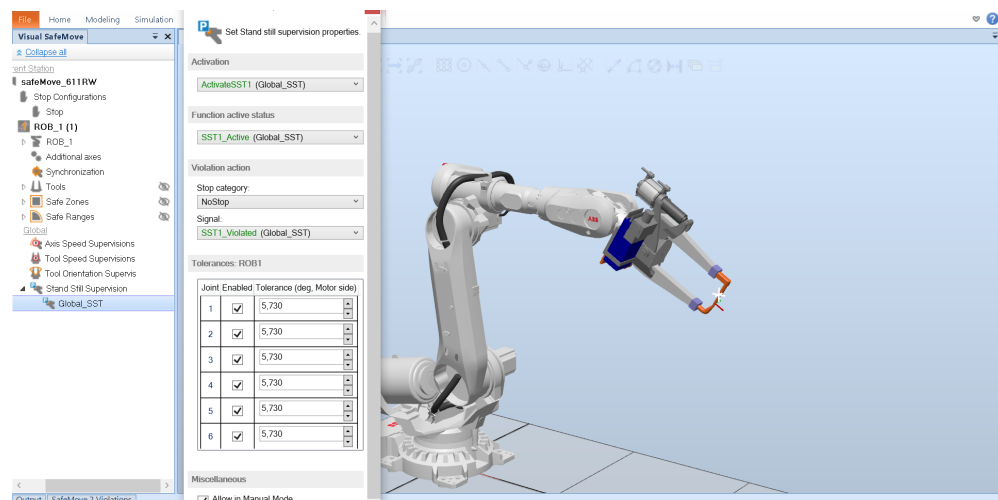 File Home Modeling Simulation
Visual SafeMove
Collapse all
safeMove_611RW
Stop Configurations
Stop
ROB_1 (1)
ROB_1
Additional axes
Synchronization
Tools
Safe Zones
Safe Ranges
Global
Axis Speed Supervisions
Tool Speed Supervisions
Tool Orientation Supervis
Stand Still Supervision
Global_SST
Output SafeMove 2 Violations
P
Set Stand still supervision properties.
Activation
ActivateSST1 (Global_SST)
Function active status
SST1_Active (Global_SST)
Violation action
Stop category:
NoStop
Signal:
SST1_Violated (Global_SST)
Tolerances: ROB1
Joint Enabled Tolerance (deg, Motor side)
1 5,730
2 5,730
3 5,730
4 5,730
5 5,730
6 5,730
Miscellaneous
Allow in Manual Mode
ABB